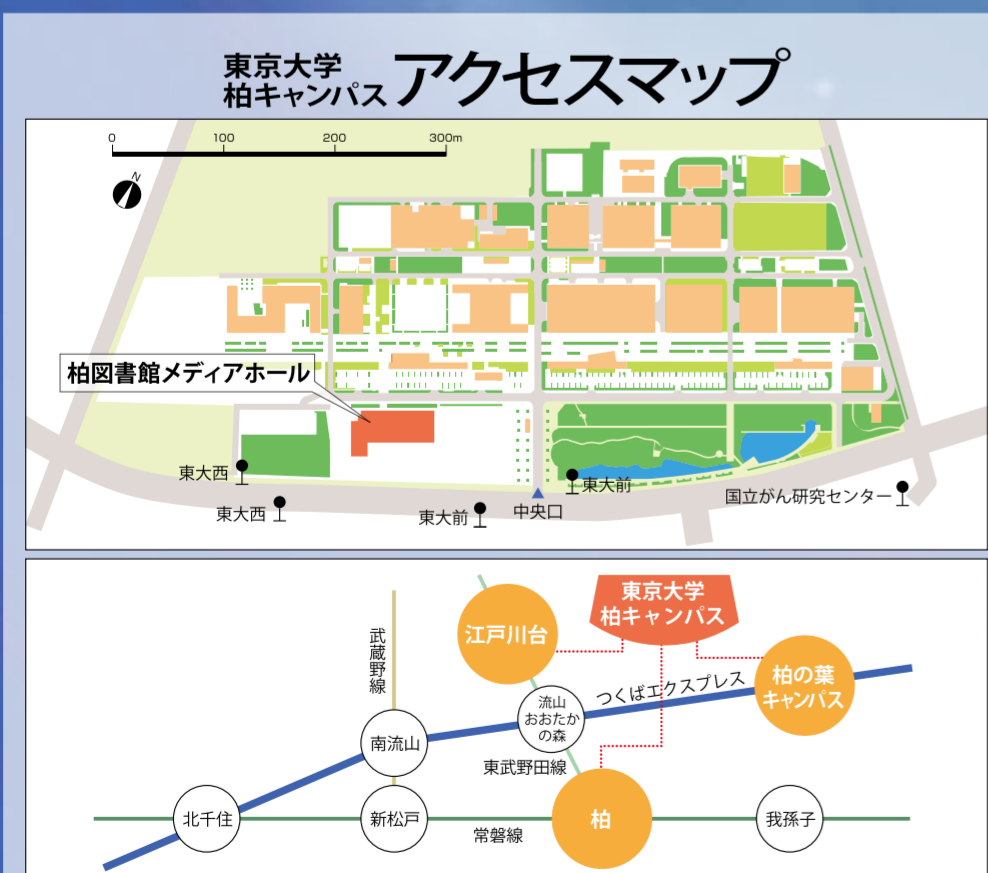 東京大学
柏キャンパス
アクセスマップ
0 100 200 300m
N
柏図書館メディアホール
東大西
東大西
東大前
中央口
東大前
国立がん研究センター
東京大学
柏キャンパス
江戸川台
武蔵野線
柏の葉
キャンパス
つくばエクスプレス
流山
おおたか
の森
南流山
東武野田線
北千住
新松戸
常磐線
柏
我孫子